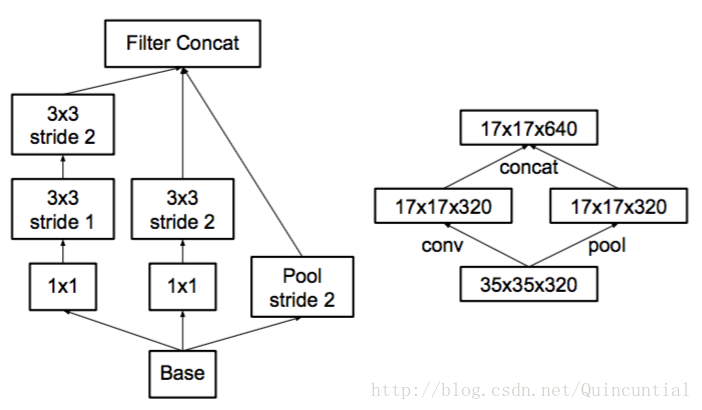 Filter Concat
3x3
stride 2
3x3
stride 1
3x3
stride 2
1x1
1x1
Pool
stride 2
Base
17x17x640
concat
17x17x320
17x17x320
conv
pool
35x35x320
http://blog.csdn.net/Quincuntial